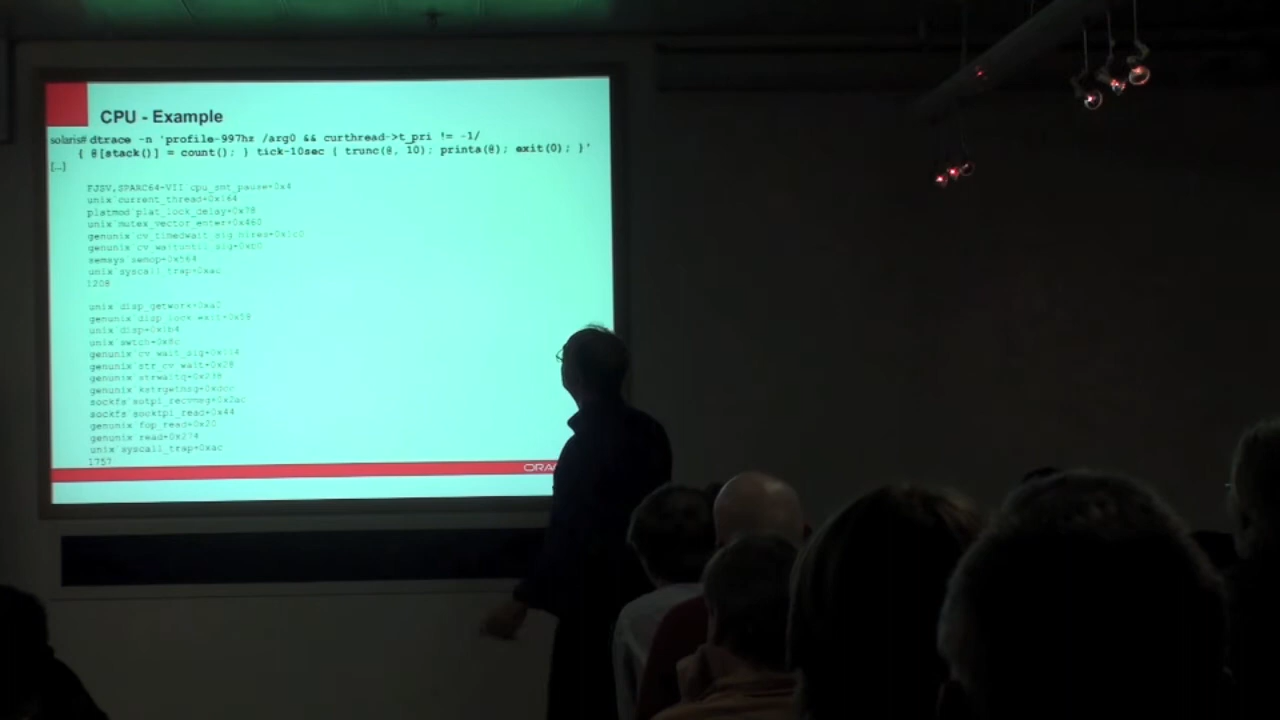 CPU - Example
solaris# dtrace -n 'profile-997hz /arg0 && curthread->t_pri != -1/
{ @[stack()] = count(); } tick-10sec { trunc(@, 10); printa(@); exit(0); }'
[...]
FJSV,SPARC64-VII`cpu_smt_pause+0x4
unix`current_thread+0x164
platmod`plat_lock_delay+0x78
unix`mutex_vector_enter+0x460
genunix`cv_timedwait_sig_hires+0x1c0
genunix`cv_waituntil_sig+0xb0
semsys`semop+0x564
unix`syscall_trap+0xac
1208
unix`disp_getwork+0xa2
genunix`disp_lock_exit+0x58
unix`disp+0x1b4
unix`swtch+0x8c
genunix`cv_wait_sig+0x114
genunix`str_cv_wait+0x28
genunix`strwaitq+0x238
genunix`kstrgetmsg+0xdcc
sockfs`sotpi_recvmsg+0x2ac
sockfs`socktpi_read+0x44
genunix`fop_read+0x20
genunix`read+0x274
unix`syscall_trap+0xac
1757
ORA